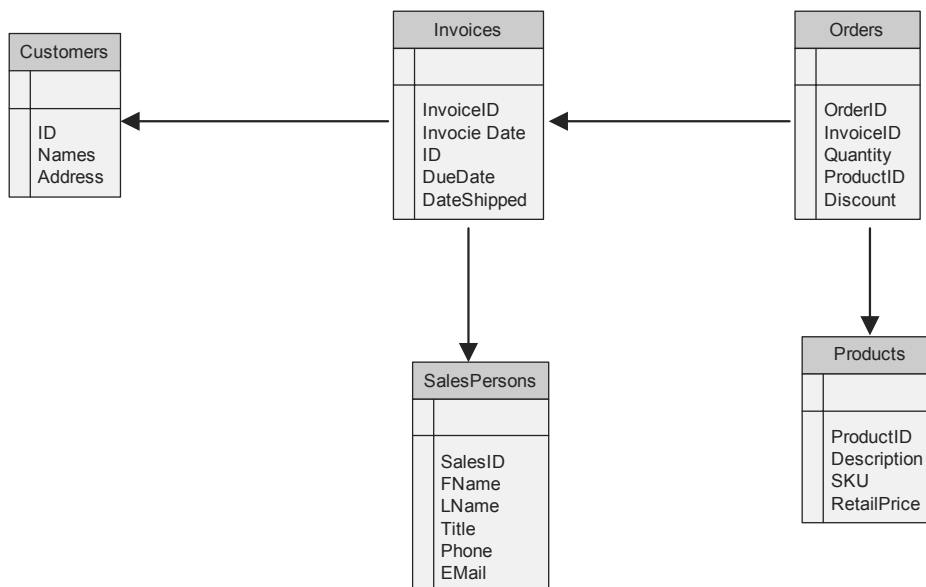 Customers
ID
Names
Address
Invoices
InvoiceID
Invocie Date
ID
DueDate
DateShipped
Orders
OrderID
InvoiceID
Quantity
ProductID
Discount
SalesPersons
SalesID
FName
LName
Title
Phone
EMail
Products
ProductID
Description
SKU
RetailPrice